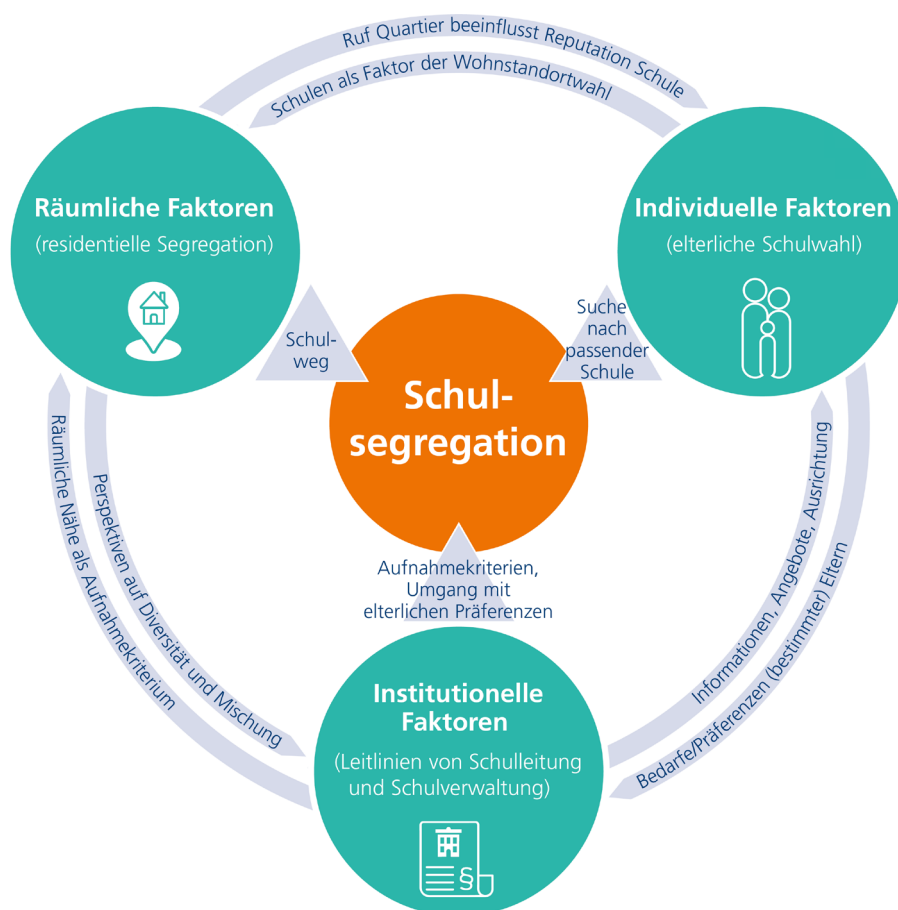 Ruf Quartier beeinflusst Reputation Schule
Schulen als Faktor der Wohnstandortwahl
Räumliche Faktoren
(residentielle Segregation)
Individuelle Faktoren
(elterliche Schulwahl)
Schul-
weg
Suche
nach
passender
Schule
Schul-
segregation
Räumliche Nähe als Aufnahmekriterium
Perspektiven auf Diversität und Mischung
Informationen, Angebote, Ausrichtung
Bedarfe/Präferenzen (bestimmter) Eltern
Aufnahmekriterien,
Umgang mit
elterlichen Präferenzen
Institutionelle
Faktoren
(Leitlinien von Schulleitung
und Schulverwaltung)
§